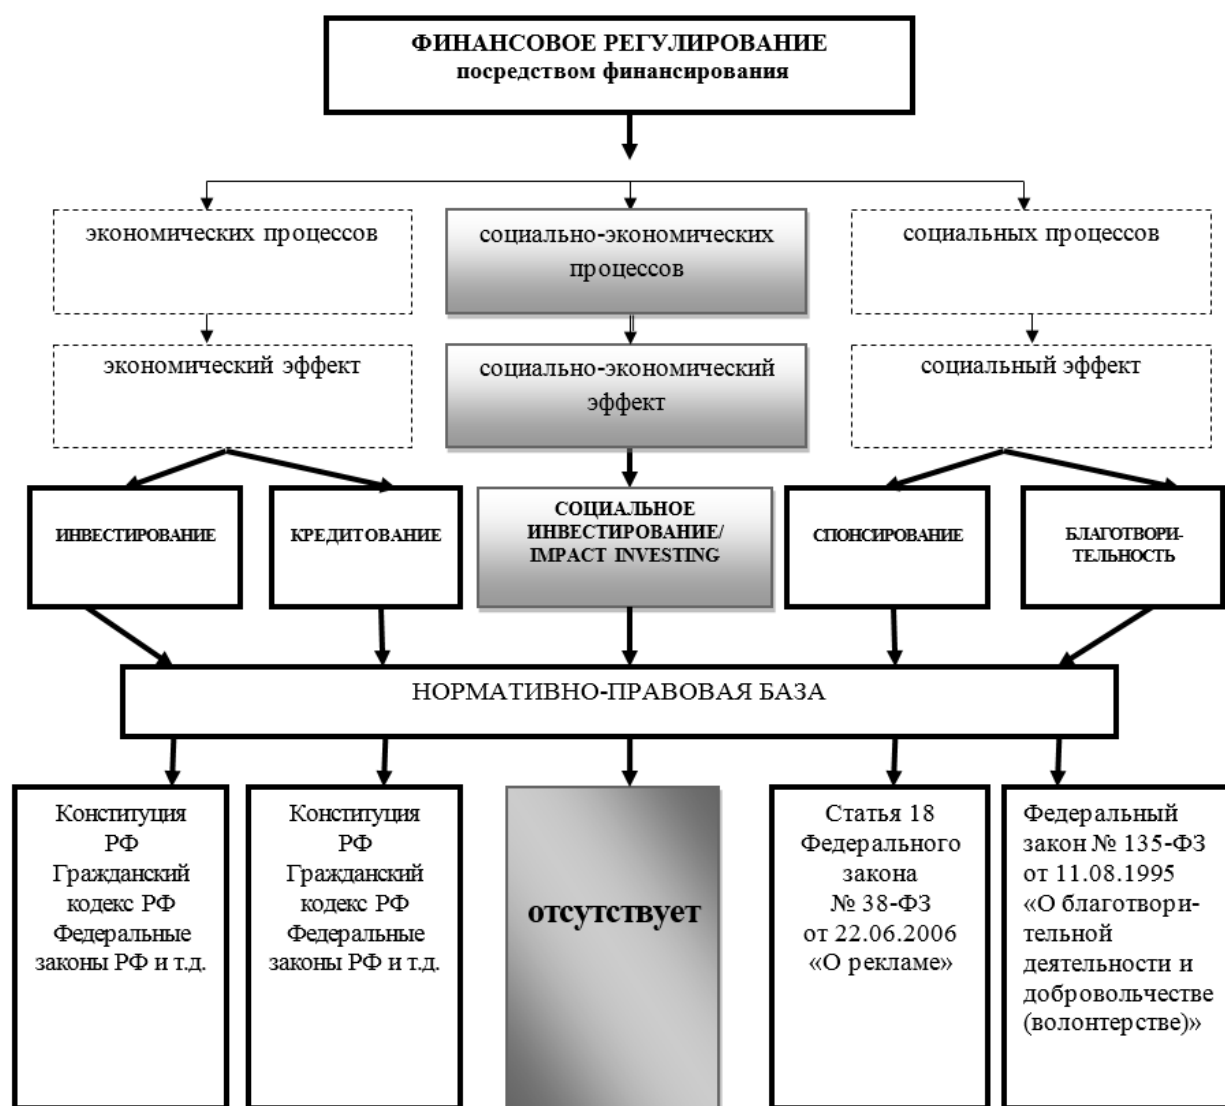 ФИНАНСОВОЕ РЕГУЛИРОВАНИЕ
посредством финансирования
экономических процессов
социально-экономических
процессов
социальных процессов
экономический эффект
социально-экономический
эффект
социальный эффект
ИНВЕСТИРОВАНИЕ
КРЕДИТОВАНИЕ
СОЦИАЛЬНОЕ
ИНВЕСТИРОВАНИЕ/
IMPACT INVESTING
СПОНСИРОВАНИЕ
БЛАГОТВОРИ-
ТЕЛЬНОСТЬ
НОРМАТИВНО-ПРАВОВАЯ БАЗА
Конституция
РФ
Гражданский
кодекс РФ
Федеральные
законы РФ и т.д.
Конституция
РФ
Гражданский
кодекс РФ
Федеральные
законы РФ и т.д.
отсутствует
Статья 18
Федерального
закона
№ 38-ФЗ
от 22.06.2006
«О рекламе»
Федеральный
закон № 135-ФЗ
от 11.08.1995
«О благотвори-
тельной
деятельности и
добровольчестве
(волонтерстве)»